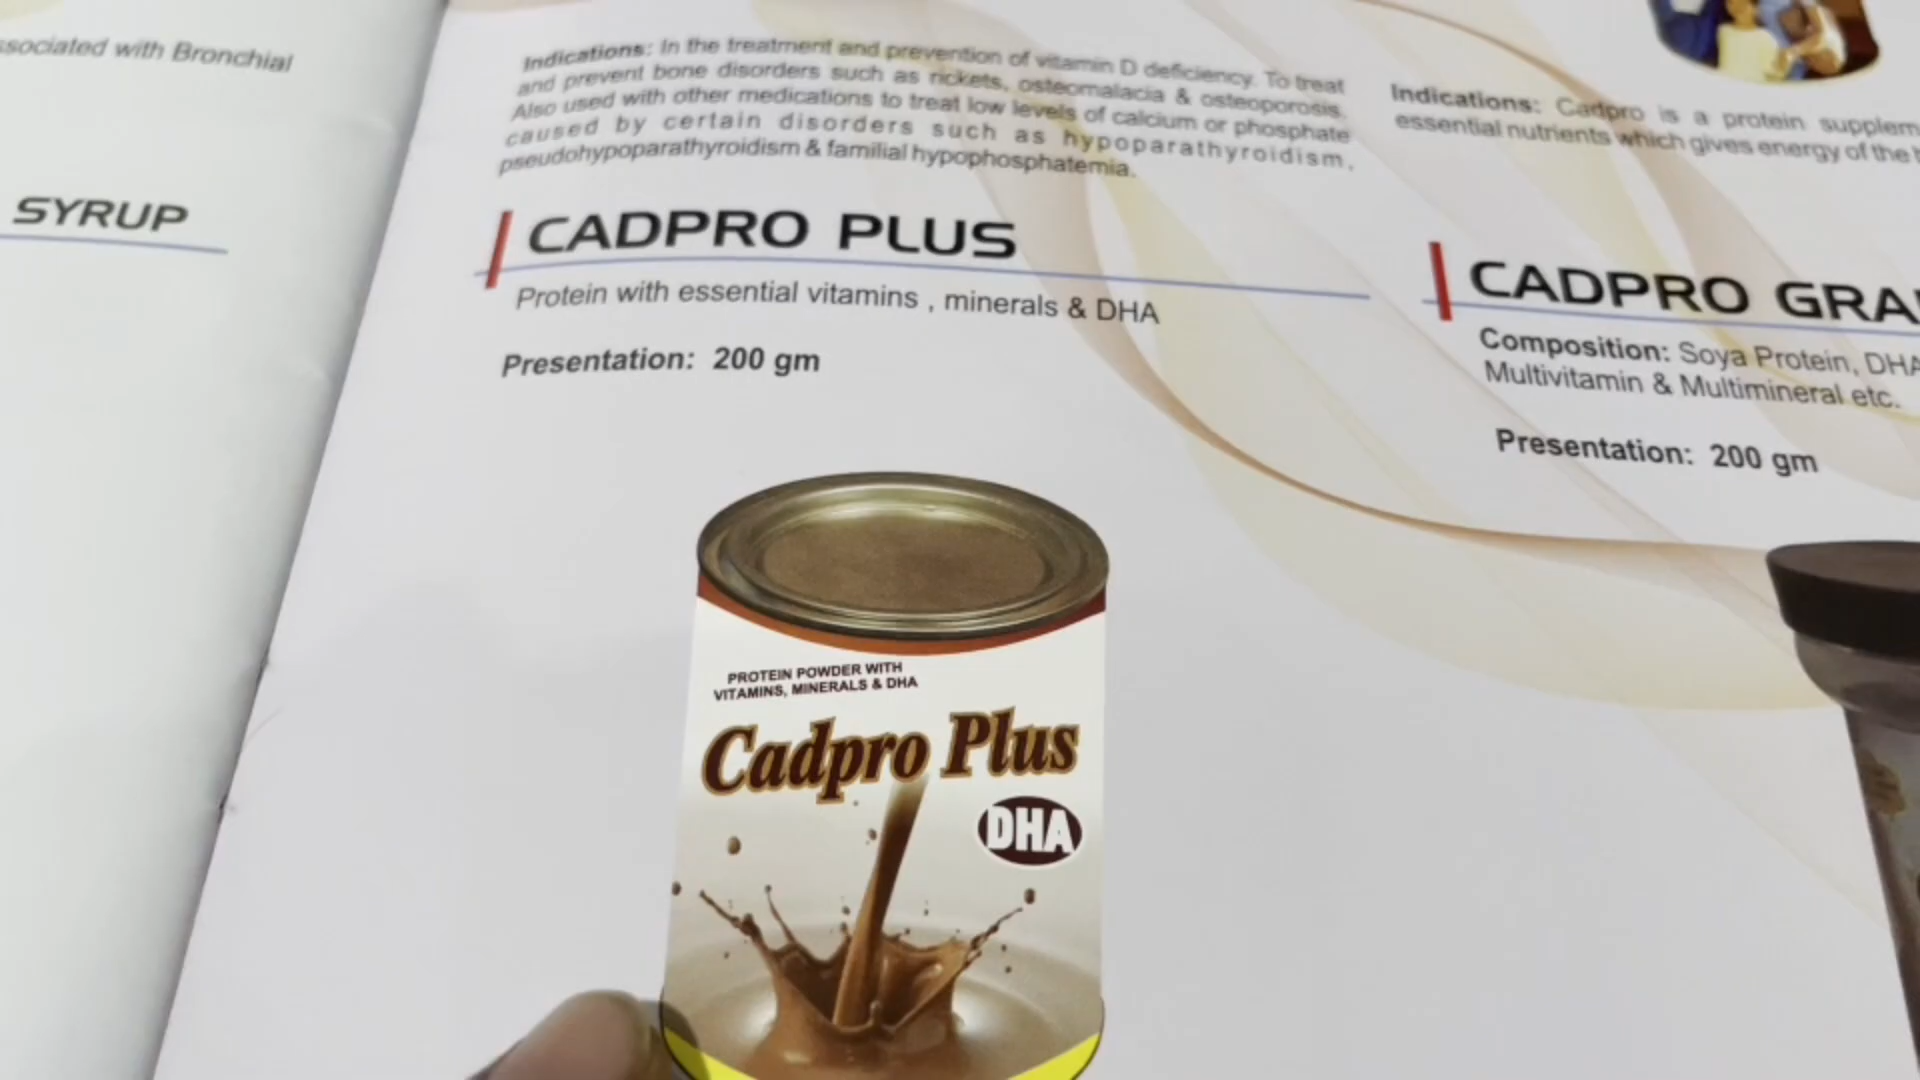 ssociated with Bronchial
SYRUP
Indications: In the treatment and prevention of vitamin D deficiency. To treat
and prevent bone disorders such as rickets, osteomalacia & osteoporosis.
Also used with other medications to treat low levels of calcium or phosphate
caused by certain disorders such as hypoparathyroidism,
pseudohypoparathyroidism & familial hypophosphatemia.
CADPRO PLUS
Protein with essential vitamins , minerals & DHA
Presentation: 200 gm
PROTEIN POWDER WITH
VITAMINS, MINERALS & DHA
Cadpro Plus
DHA
Indications: Cadpro is a protein supplem
essential nutrients which gives energy of the
CADPRO GRA
Composition: Soya Protein, DHA
Multivitamin & Multimineral etc.
Presentation: 200 gm